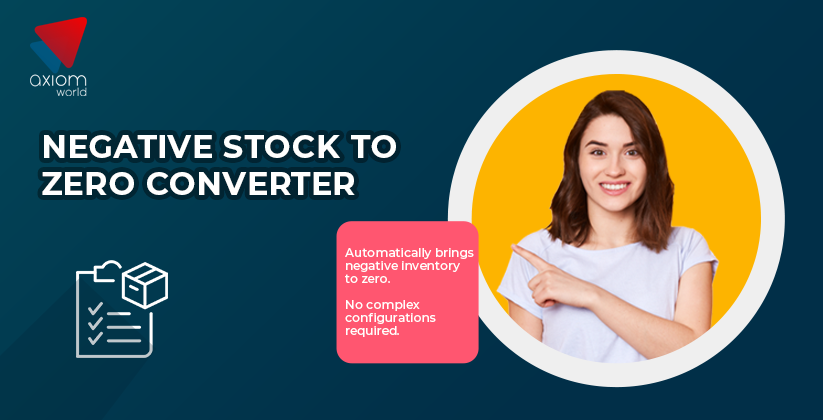 axiom
world
NEGATIVE STOCK TO
ZERO CONVERTER
Automatically brings
negative inventory
to zero.
No complex
configurations
required.